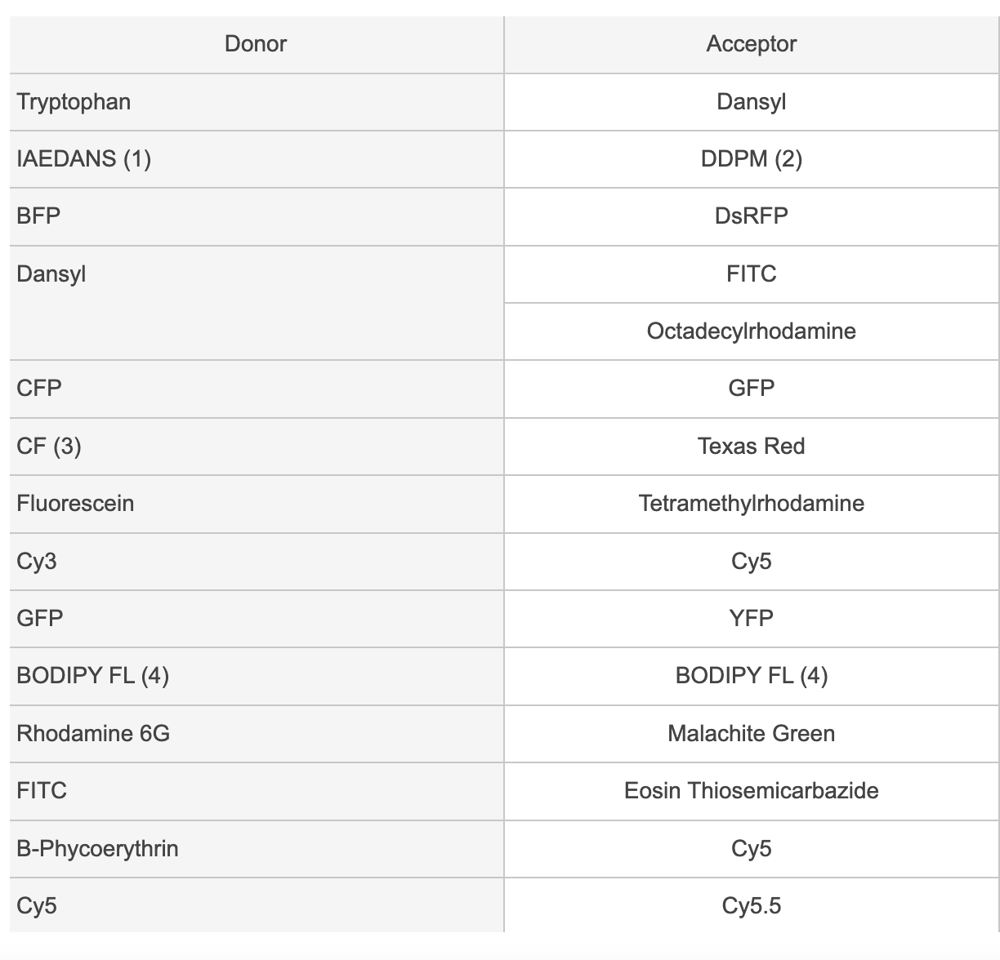 Donor Acceptor
Tryptophan Dansyl
IAEDANS (1) DDPM (2)
BFP DsRFP
Dansyl FITC
Octadecylrhodamine
CFP GFP
CF (3) Texas Red
Fluorescein Tetramethylrhodamine
Cy3 Cy5
GFP YFP
BODIPY FL (4) BODIPY FL (4)
Rhodamine 6G Malachite Green
FITC Eosin Thiosemicarbazide
B-Phycoerythrin Cy5
Cy5 Cy5.5